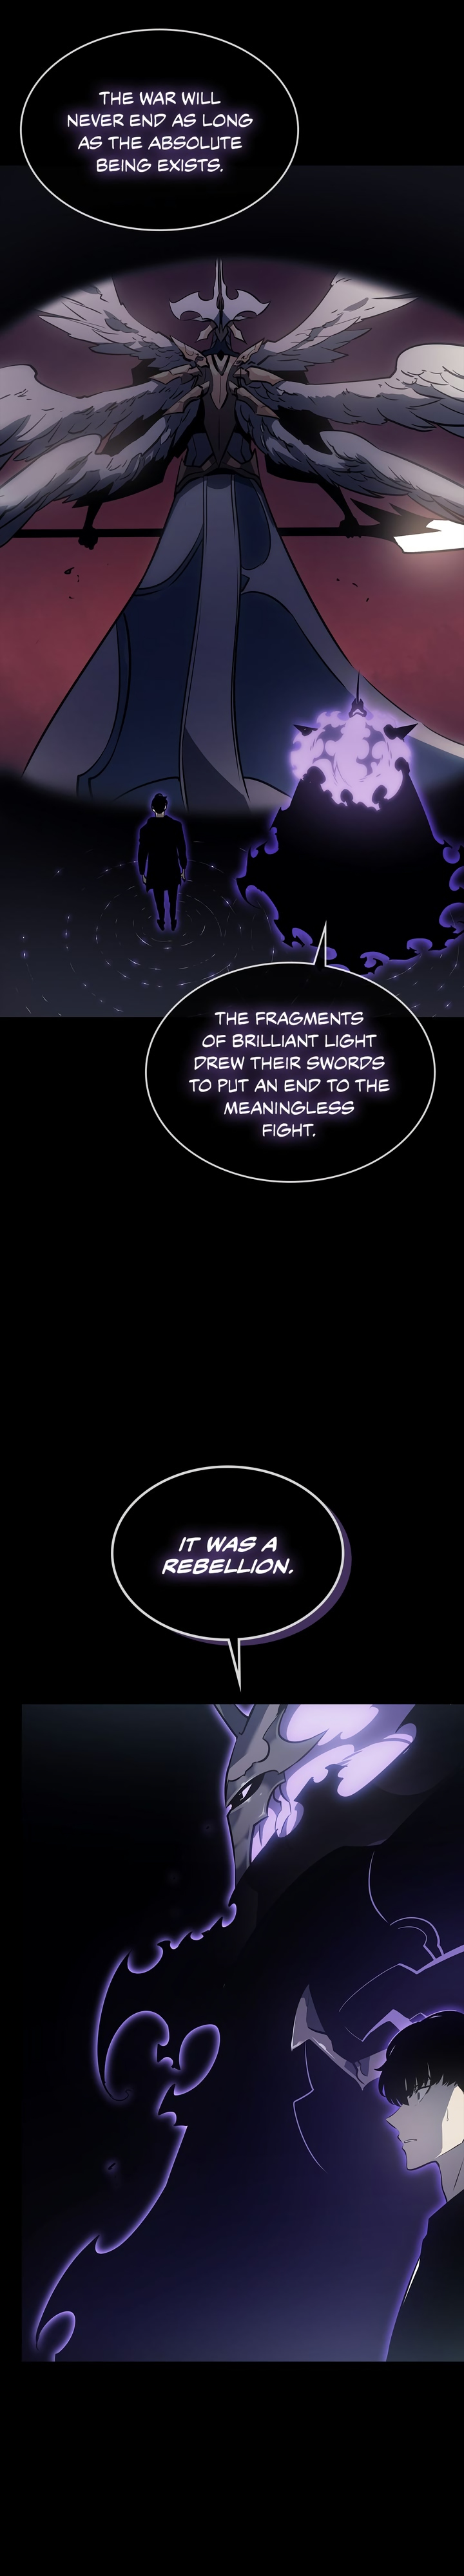 THE WAR WILL
NEVER END AS LONG
AS THE ABSOLUTE
BEING EXISTS.
THE FRAGMENTS
OF BRILLIANT LIGHT
DREW THEIR SWORDS
TO PUT AN END TO THE
MEANINGLESS
FIGHT.
IT WAS A
REBELLION.